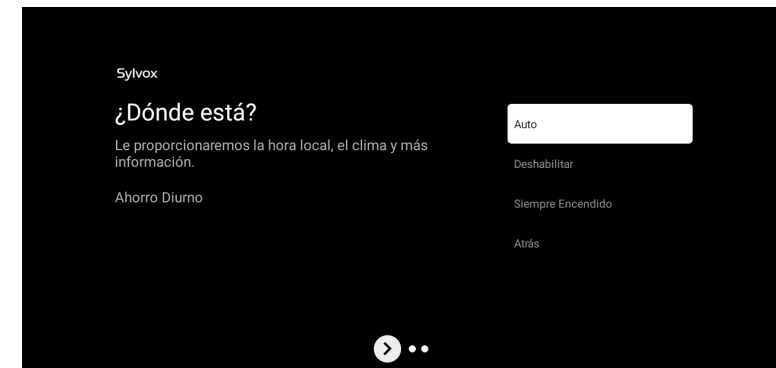 Sylvox
¿Dónde está?
Le proporcionaremos la hora local, el clima y más
información.
Ahorro Diurno
Auto
Deshabilitar
Siempre Encendido
Atrás